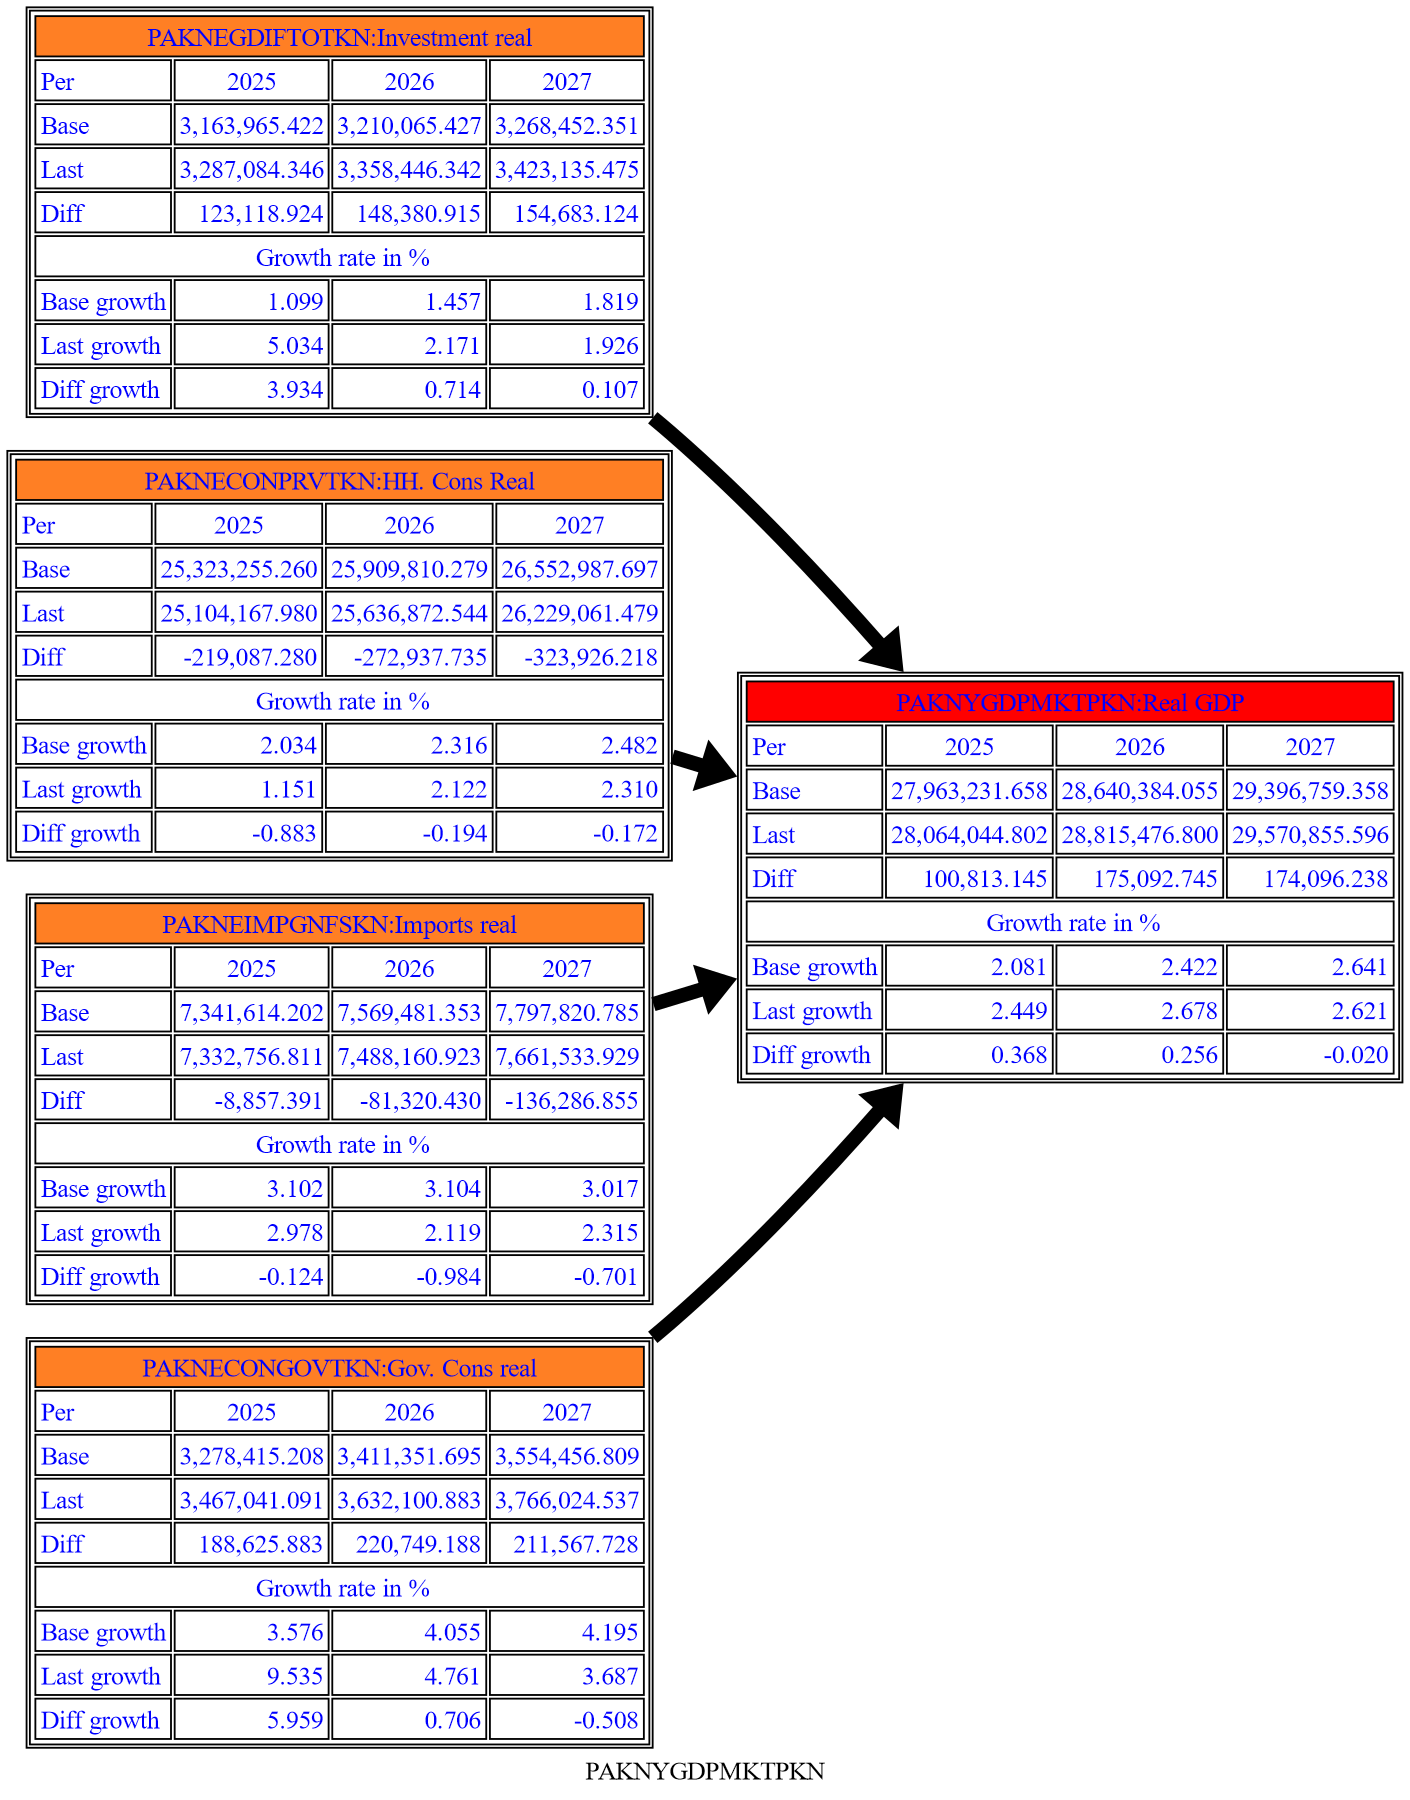 PAKNEGDIFTOTKN:Investment real
Per 2025 2026 2027
Base 3,163,965.422 3,210,065.427 3,268,452.351
Last 3,287,084.346 3,358,446.342 3,423,135.475
Diff 123,118.924 148,380.915 154,683.124
Growth rate in %
Base growth 1.099 1.457 1.819
Last growth 5.034 2.171 1.926
Diff growth 3.934 0.714 0.107
PAKNECONPRVTKN:HH. Cons Real
Per 2025 2026 2027
Base 25,323,255.260 25,909,810.279 26,552,987.697
Last 25,104,167.980 25,636,872.544 26,229,061.479
Diff -219,087.280 -272,937.735 -323,926.218
Growth rate in %
Base growth 2.034 2.316 2.482
Last growth 1.151 2.122 2.310
Diff growth -0.883 -0.194 -0.172
PAKNEIMPGNFSKN:Imports real
Per 2025 2026 2027
Base 7,341,614.202 7,569,481.353 7,797,820.785
Last 7,332,756.811 7,488,160.923 7,661,533.929
Diff -8,857.391 -81,320.430 -136,286.855
Growth rate in %
Base growth 3.102 3.104 3.017
Last growth 2.978 2.119 2.315
Diff growth -0.124 -0.984 -0.701
PAKNECONGOVTKN:Gov. Cons real
Per 2025 2026 2027
Base 3,278,415.208 3,411,351.695 3,554,456.809
Last 3,467,041.091 3,632,100.883 3,766,024.537
Diff 188,625.883 220,749.188 211,567.728
Growth rate in %
Base growth 3.576 4.055 4.195
Last growth 9.535 4.761 3.687
Diff growth 5.959 0.706 -0.508
PAKNYGDPMKTPKN:Real GDP
Per 2025 2026 2027
Base 27,963,231.658 28,640,384.055 29,396,759.358
Last 28,064,044.802 28,815,476.800 29,570,855.596
Diff 100,813.145 175,092.745 174,096.238
Growth rate in %
Base growth 2.081 2.422 2.641
Last growth 2.449 2.678 2.621
Diff growth 0.368 0.256 -0.020
PAKNYGDPMKTPKN